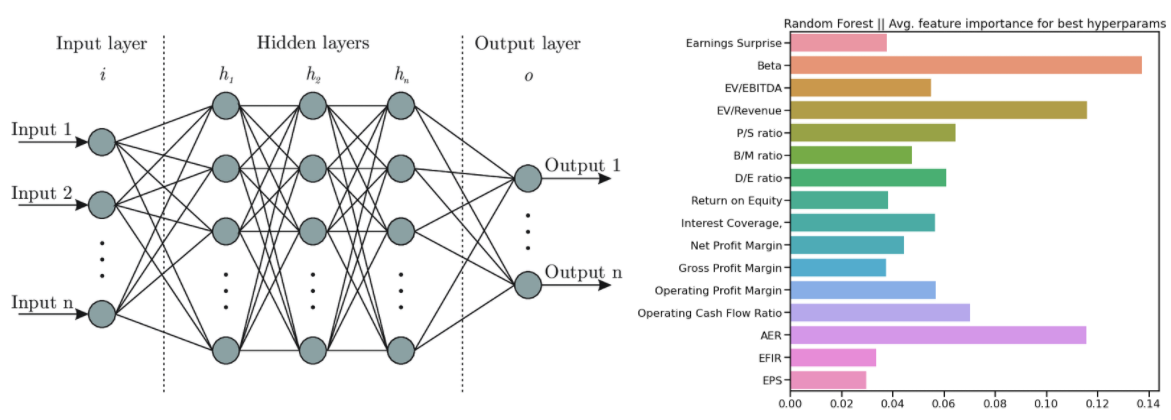 Input layer
Hidden layers
Output layer
i
h1
h2
hn
o
Input 1
Input 2
Input n
Output 1
Output n
Random Forest || Avg. feature importance for best hyperparams
Earnings Surprise
Beta
EV/EBITDA
EV/Revenue
P/S ratio
B/M ratio
D/E ratio
Return on Equity
Interest Coverage,
Net Profit Margin
Gross Profit Margin
Operating Profit Margin
Operating Cash Flow Ratio
AER
EFIR
EPS
0.00 0.02 0.04 0.06 0.08 0.10 0.12 0.14